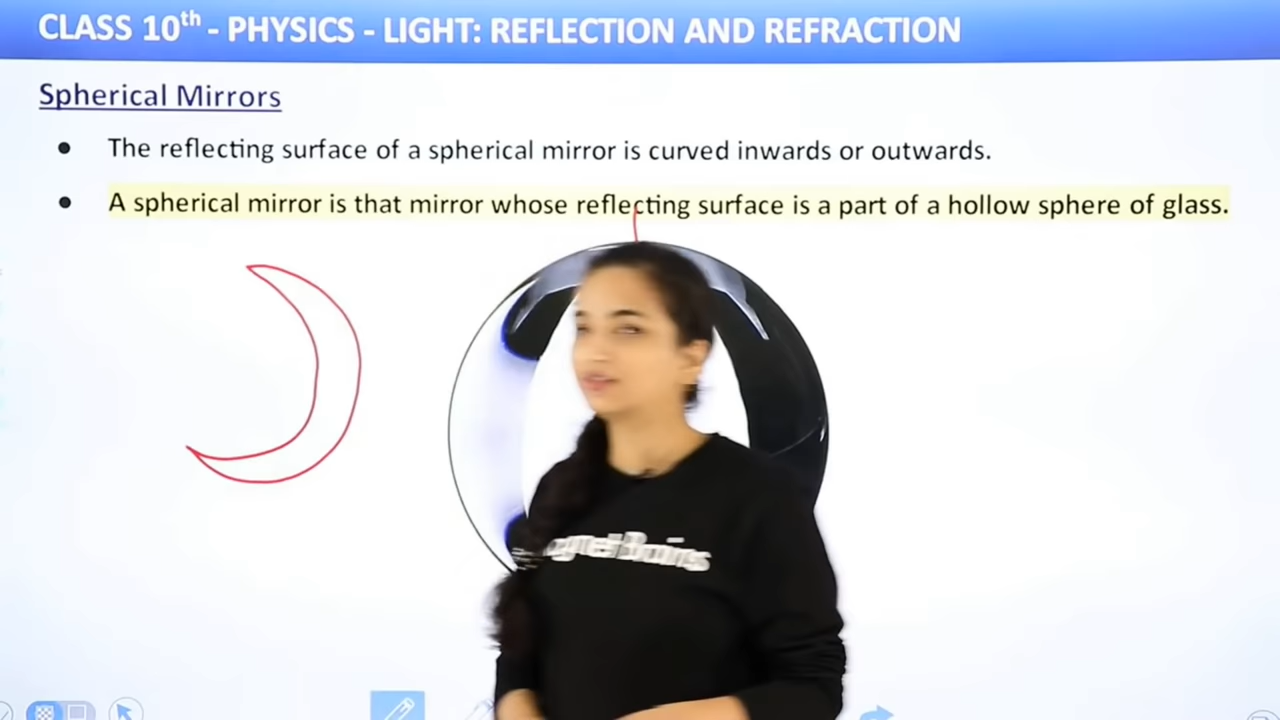 CLASS 10th - PHYSICS - LIGHT: REFLECTION AND REFRACTION
Spherical Mirrors
• The reflecting surface of a spherical mirror is curved inwards or outwards.
• A spherical mirror is that mirror whose reflecting surface is a part of a hollow sphere of glass.